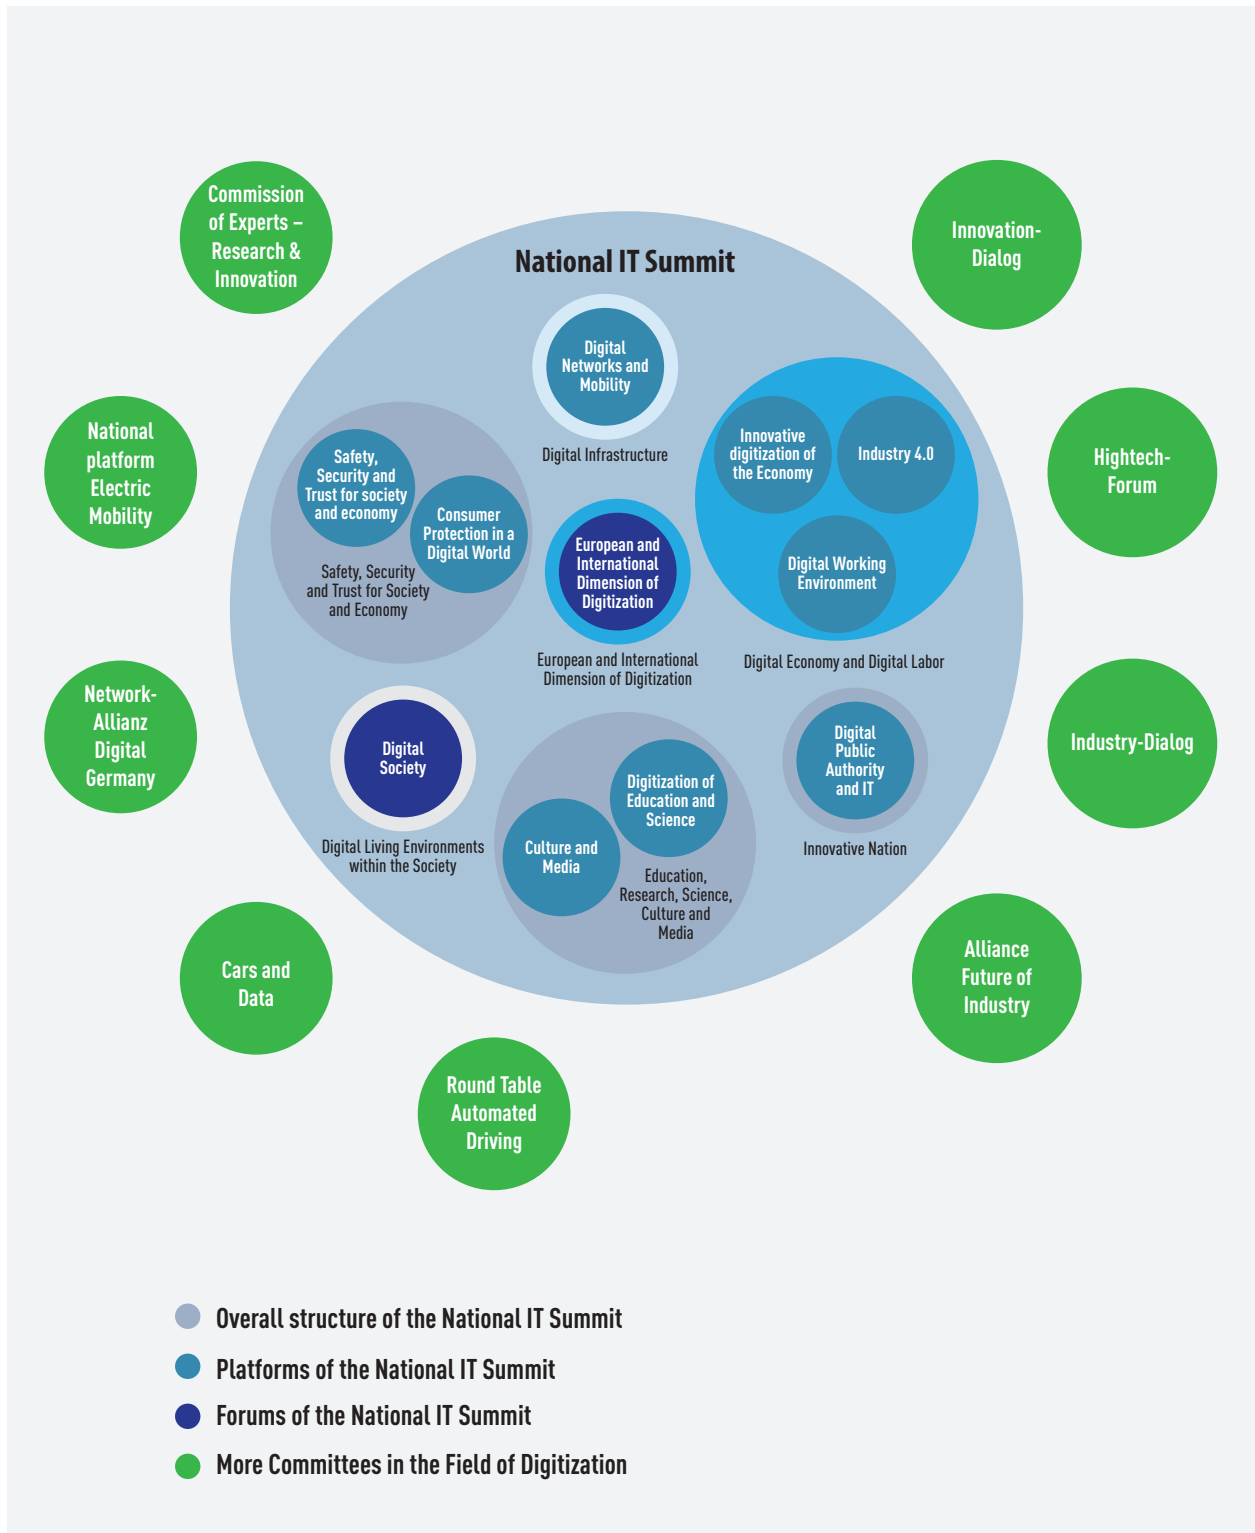 Commission
of Experts –
Research &
Innovation
Innovation-
Dialog
National IT Summit
Digital
Networks and
Mobility
Digital Infrastructure
National
platform
Electric
Mobility
Safety,
Security and
Trust for society
and economy
Consumer
Protection in a
Digital World
Safety, Security
and Trust for Society
and Economy
European and
International
Dimension of
Digitization
European and International
Dimension of Digitization
Innovative
digitization of
the Economy
Industry 4.0
Digital Working
Environment
Digital Economy and Digital Labor
Hightech-
Forum
Network-
Allianz
Digital
Germany
Digital
Society
Digital Living Environments
within the Society
Digitization of
Education and
Science
Culture and
Media
Education,
Research, Science,
Culture and
Media
Digital
Public
Authority
and IT
Innovative Nation
Industry-Dialog
Cars and
Data
Alliance
Future of
Industry
Round Table
Automated
Driving
Overall structure of the National IT Summit
Platforms of the National IT Summit
Forums of the National IT Summit
More Committees in the Field of Digitization